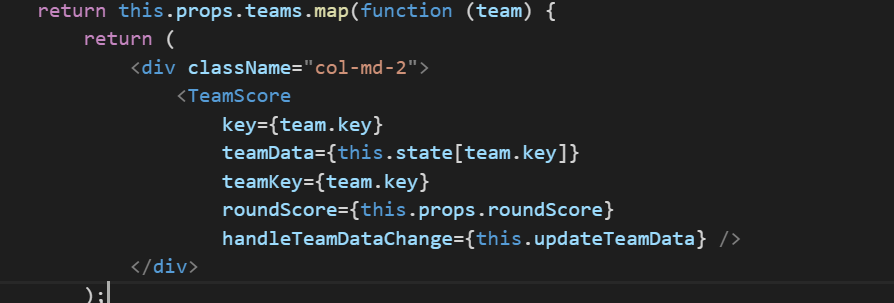 return this.props.teams.map(function (team) {
return (
<div className="col-md-2">
<TeamScore
key={team.key}
teamData={this.state[team.key]}
teamKey={team.key}
roundScore={this.props.roundScore}
handleTeamDataChange={this.updateTeamData} />
</div>
);